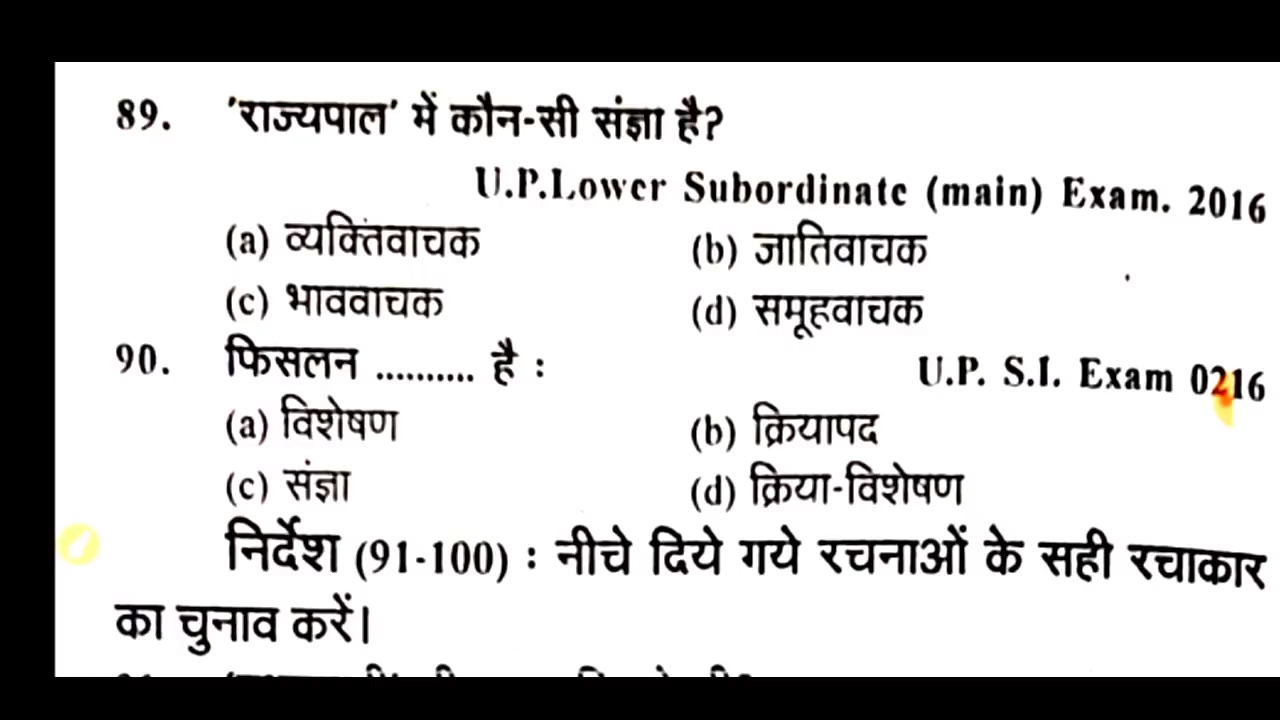 89. 'राज्यपाल' में कौन-सी संज्ञा है?
U.P.Lower Subordinate (main) Exam. 2016
(a) व्यक्तिवाचक (b) जातिवाचक
(c) भाववाचक (d) समूहवाचक
90. फिसलन .......... है : U.P. S.I. Exam 0216
(a) विशेषण (b) क्रियापद
(c) संज्ञा (d) क्रिया-विशेषण
निर्देश (91-100) : नीचे दिये गये रचनाओं के सही रचाकार
का चुनाव करें।